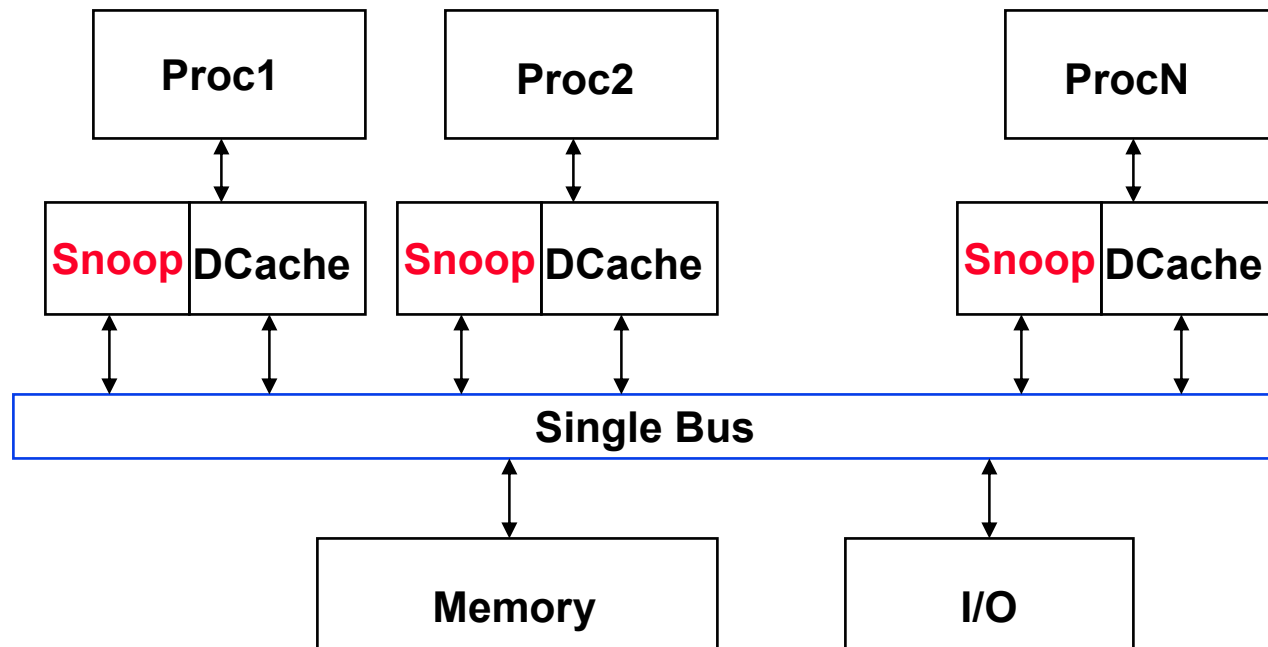 Proc1
Proc2
ProcN
Snoop DCache
Snoop DCache
Snoop DCache
Single Bus
Memory
I/O